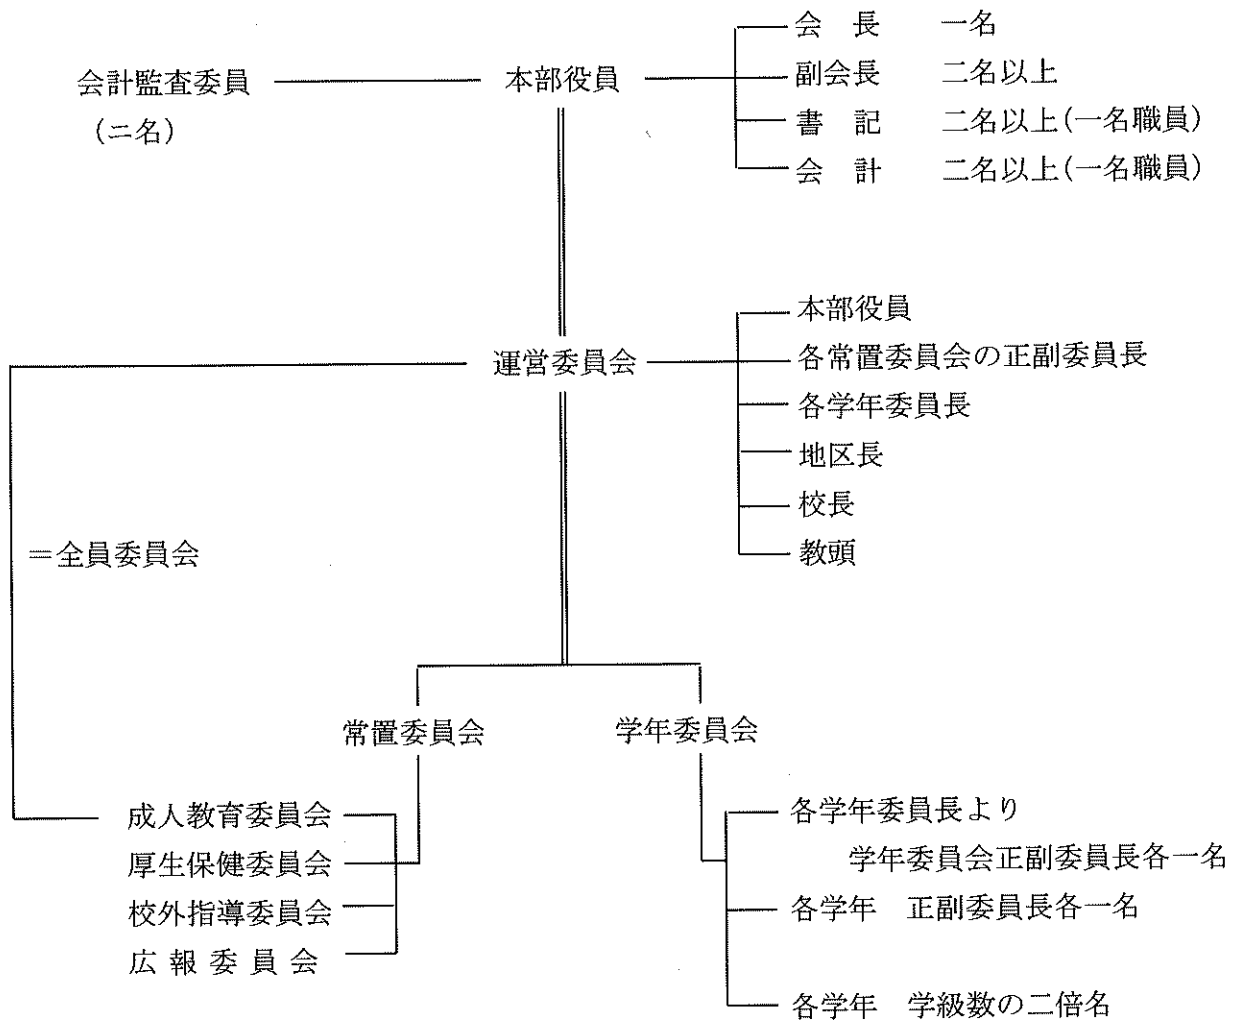 会計監査委員
(ニ名)
本部役員
会　長　　一名
副会長　　二名以上
書　記　　二名以上(一名職員)
会　計　　二名以上(一名職員)
運営委員会
本部役員
各常置委員会の正副委員長
各学年委員長
地区長
校長
教頭
＝全員委員会
常置委員会
成人教育委員会
厚生保健委員会
校外指導委員会
広 報 委 員 会
学年委員会
各学年委員長より
学年委員会正副委員長各一名
各学年　正副委員長各一名
各学年　学級数の二倍名